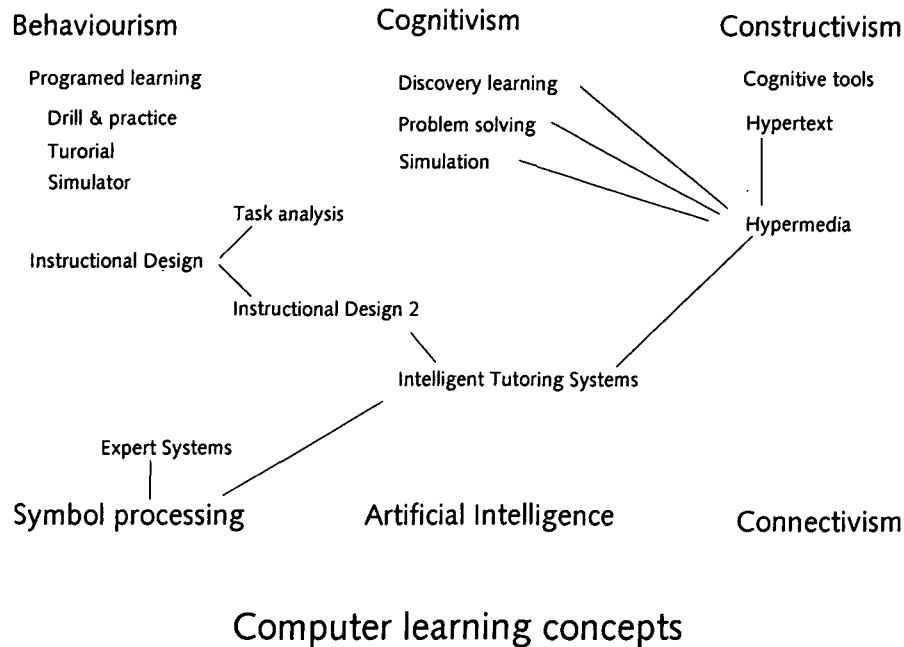 Behaviourism
Cognitivism
Constructivism
Programed learning
Discovery learning
Cognitive tools
Drill & practice
Problem solving
Hypertext
Turorial
Simulation
Simulator
Task analysis
Hypermedia
Instructional Design
Instructional Design 2
Intelligent Tutoring Systems
Expert Systems
Symbol processing
Artificial Intelligence
Connectivism
Computer learning concepts